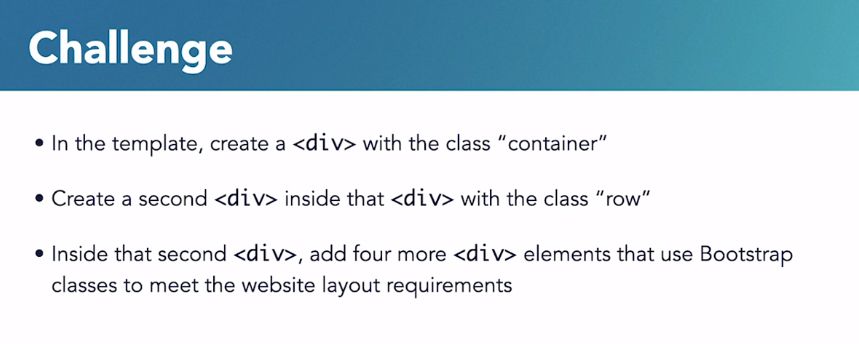 Challenge
• In the template, create a <div> with the class “container”
• Create a second <div> inside that <div> with the class “row”
• Inside that second <div>, add four more <div> elements that use Bootstrap
classes to meet the website layout requirements